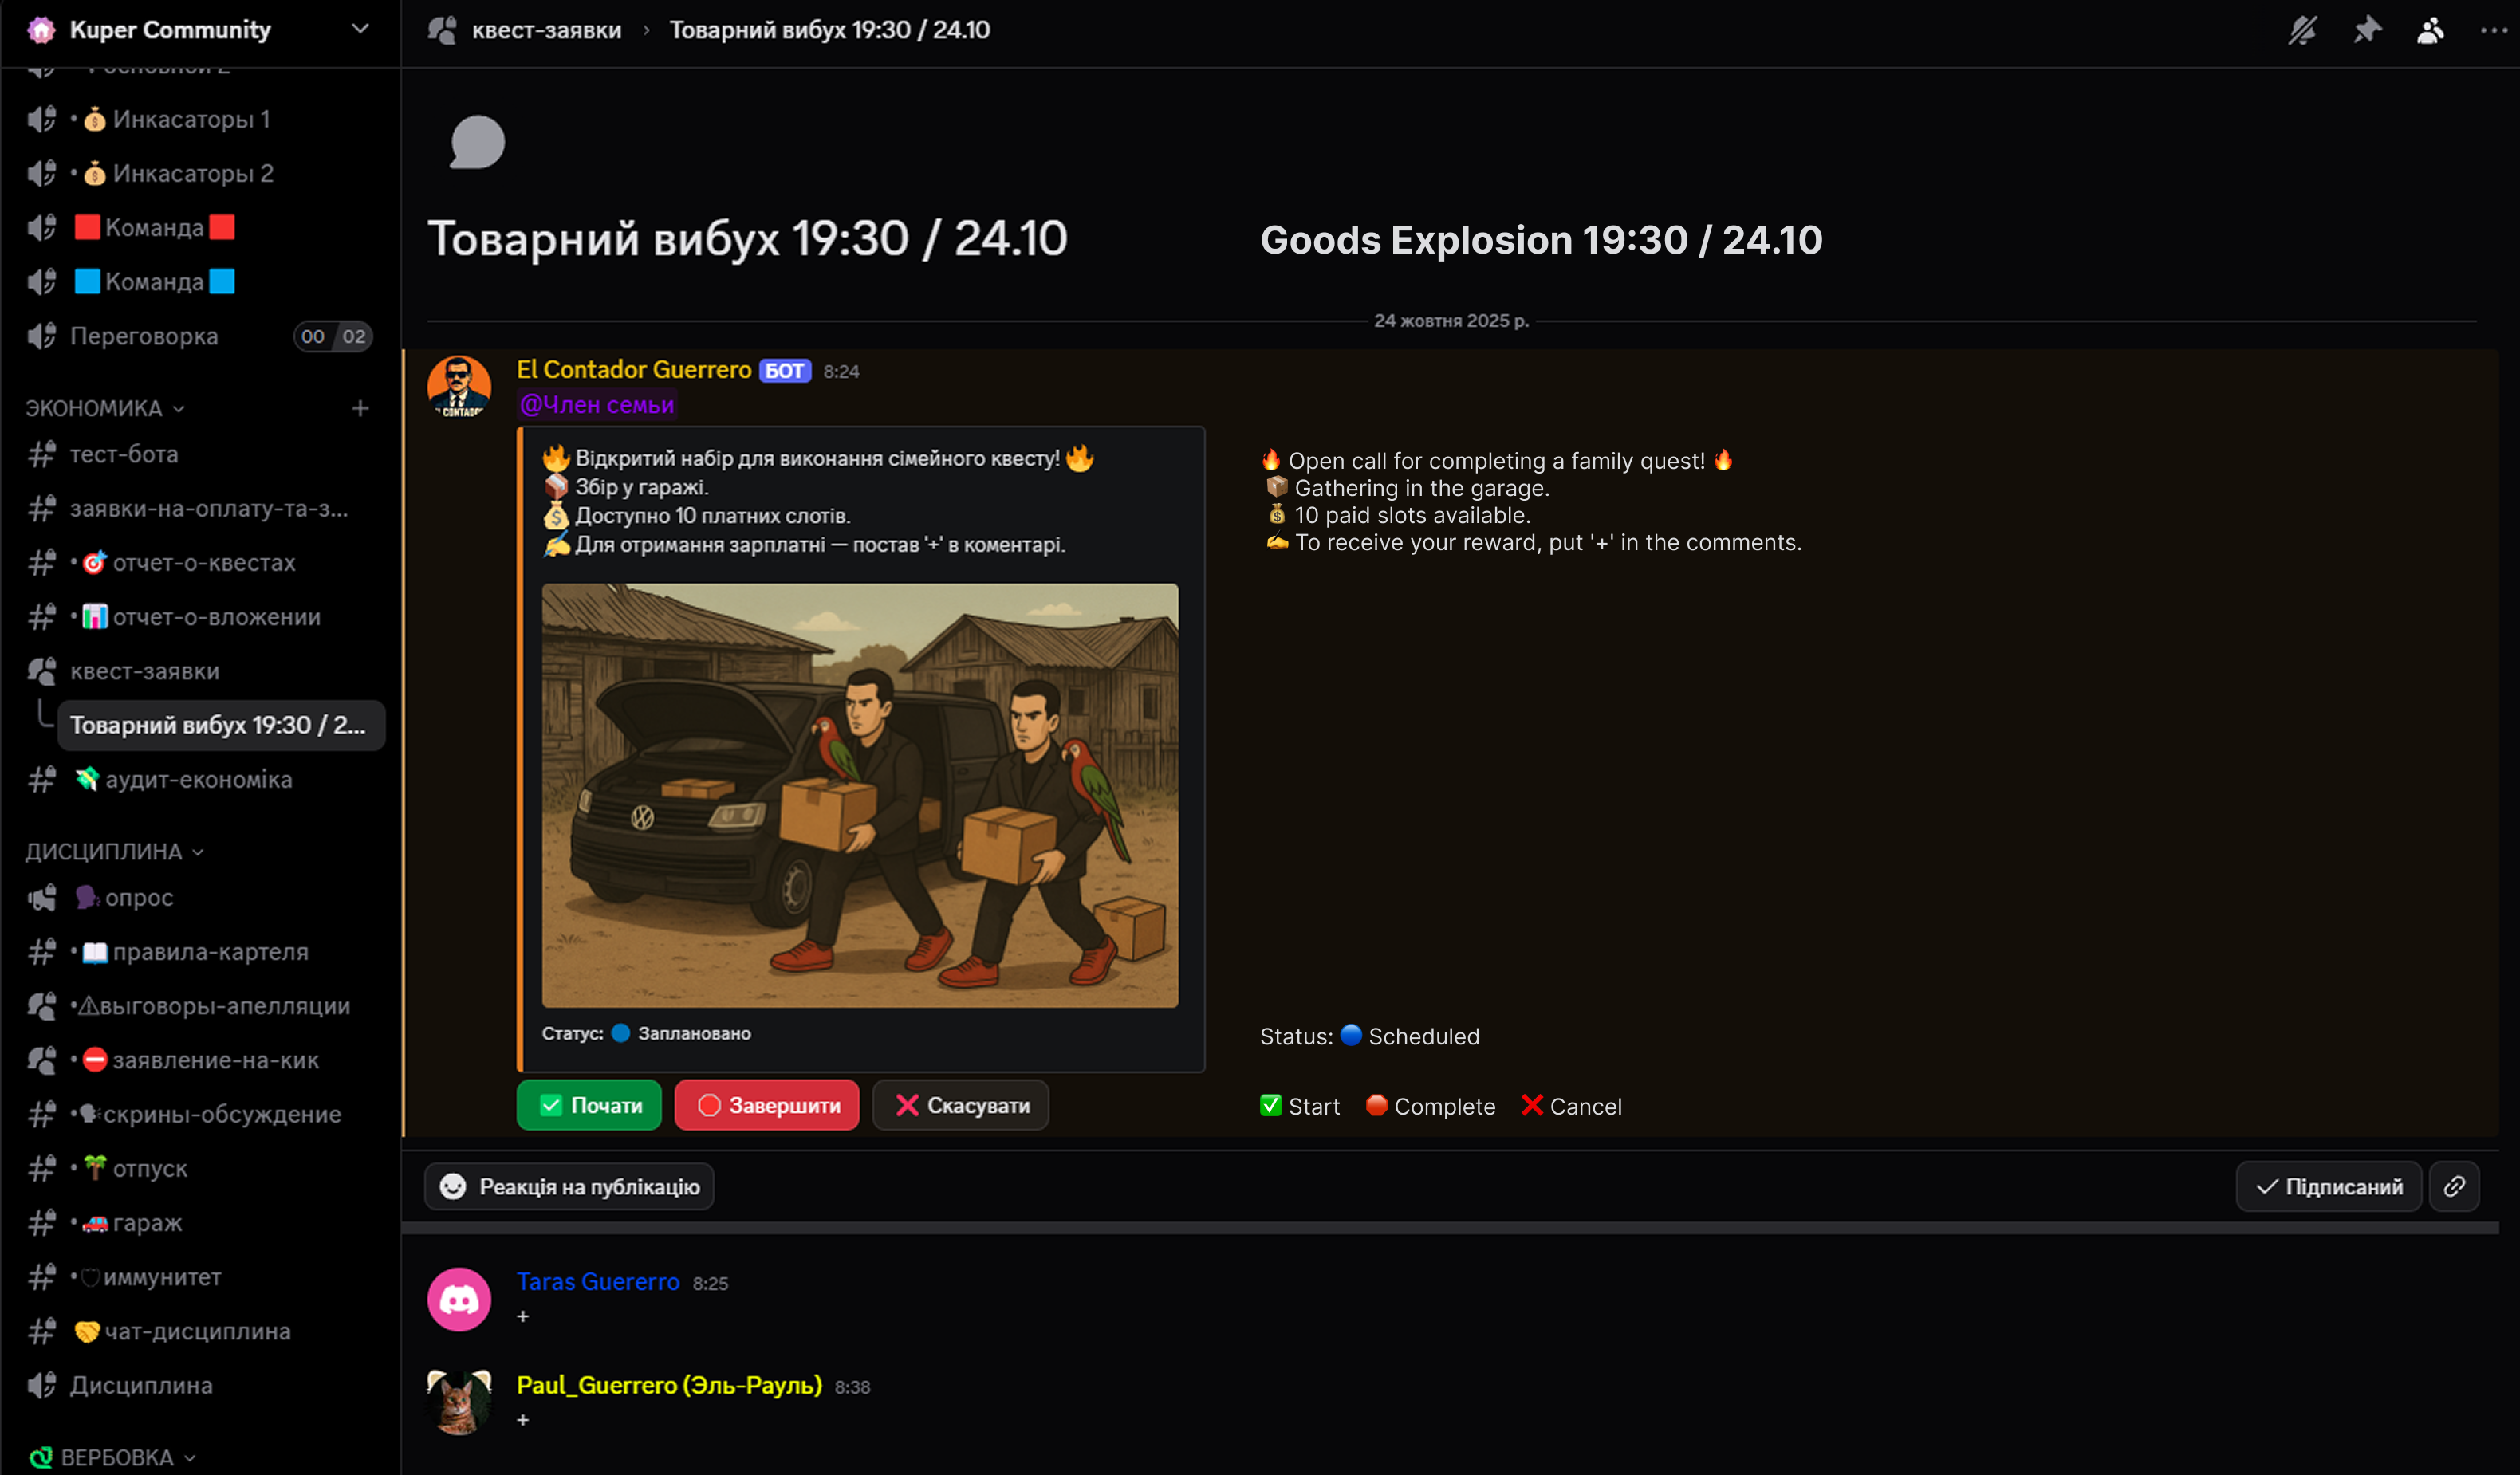 Kuper Community
основной 2
• 💰 Инкасаторы 1
• 💰 Инкасаторы 2
🟥 Команда 🟥
🟦 Команда 🟦
Переговорка 00 02
ЭКОНОМИКА
тест-бота
заявки-на-оплату-та-з...
• 🎯 отчет-о-квестах
• 📊 отчет-о-вложении
квест-заявки
Товарний вибух 19:30 / 2...
💸 аудит-економіка
ДИСЦИПЛИНА
🗣 опрос
• 📖 правила-картеля
•⚠выговоры-апелляции
• ⛔ заявление-на-кик
•🗣скрины-обсуждение
• 🌴 отпуск
• 🚗 гараж
•🛡иммунитет
🤝 чат-дисциплина
Дисциплина
ВЕРБОВКА
квест-заявки › Товарний вибух 19:30 / 24.10
Товарний вибух 19:30 / 24.10
Goods Explosion 19:30 / 24.10
24 жовтня 2025 р.
El Contador Guerrero БОТ 8:24
EL CONTADOR
@Член семьи
🔥 Відкритий набір для виконання сімейного квесту! 🔥
📦 Збір у гаражі.
💰 Доступно 10 платних слотів.
✍ Для отримання зарплатні — постав '+' в коментарі.
Статус: 🔵 Заплановано
✅ Почати 🛑 Завершити ❌ Скасувати
🔥 Open call for completing a family quest! 🔥
📦 Gathering in the garage.
💰 10 paid slots available.
✍ To receive your reward, put '+' in the comments.
Status: 🔵 Scheduled
✅ Start 🛑 Complete ❌ Cancel
Реакція на публікацію
Підписаний
Taras Guererro 8:25
+
Paul_Guerrero (Эль-Рауль) 8:38
+